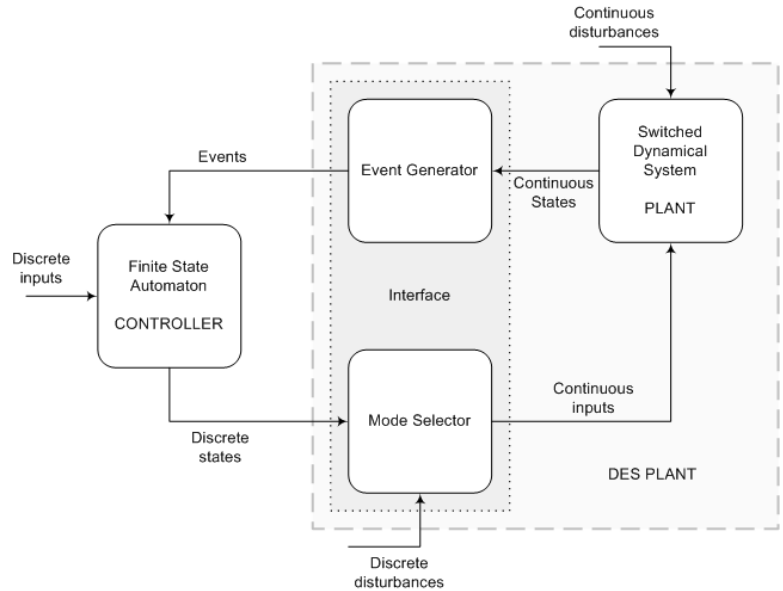 Continuous
disturbances
Switched
Dynamical
System
PLANT
Event Generator
Events
Continuous
States
Finite State
Automaton
CONTROLLER
Discrete
inputs
Interface
Mode Selector
Continuous
inputs
Discrete
states
DES PLANT
Discrete
disturbances